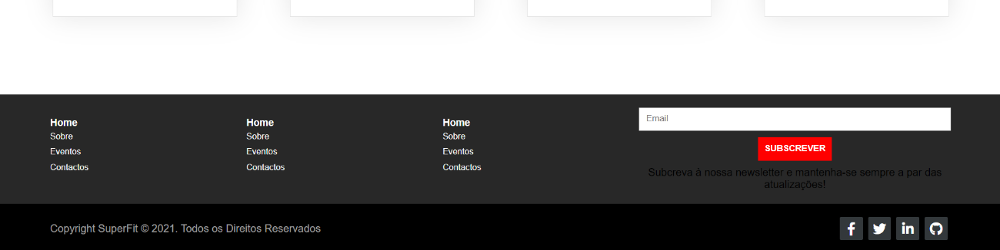 Home
Sobre
Eventos
Contactos
Home
Sobre
Eventos
Contactos
Home
Sobre
Eventos
Contactos
Email
SUBSCREVER
Subcreva à nossa newsletter e mantenha-se sempre a par das
atualizações!
Copyright SuperFit © 2021. Todos os Direitos Reservados